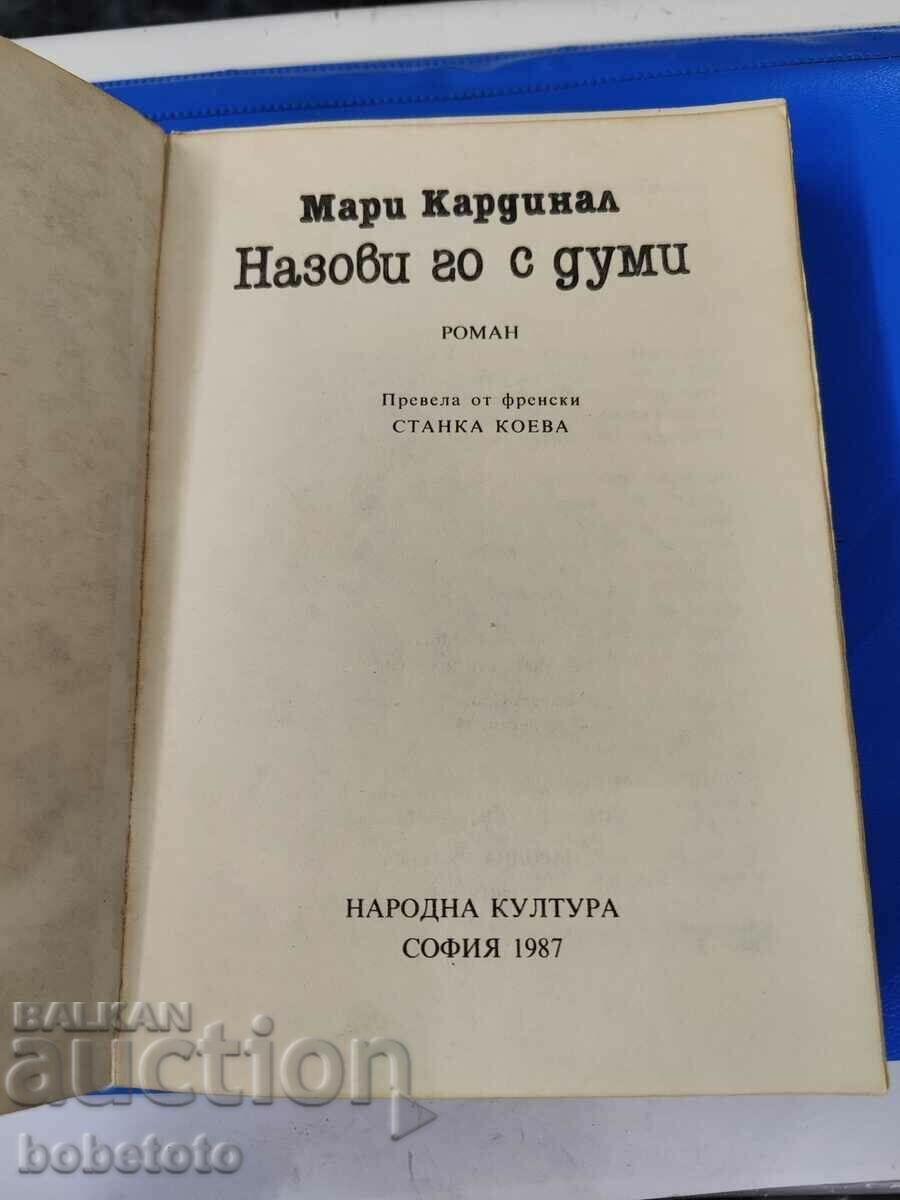 Мари Кардинал
Назови го с думи
РОМАН
Превела от френски
СТАНКА КОЕВА
НАРОДНА КУЛТУРА
СОФИЯ 1987
BALKAN
auction
bobetoto